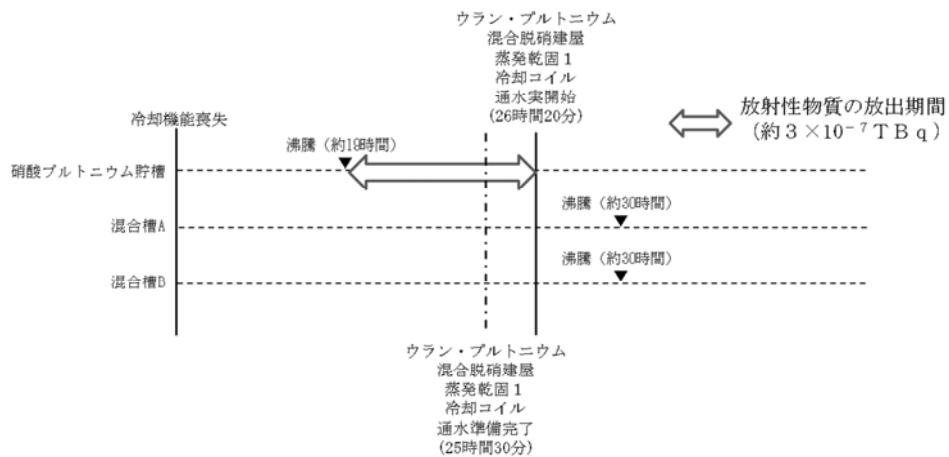 ウラン・プルトニウム
混合脱硝建屋
蒸発乾固1
冷却コイル
通水実開始
(26時間20分)
放射性物質の放出期間
(約3×10⁻⁷TBq)
冷却機能喪失
沸騰(約19時間)
硝酸プルトニウム貯槽
沸騰(約30時間)
混合槽A
沸騰(約30時間)
混合槽B
ウラン・プルトニウム
混合脱硝建屋
蒸発乾固1
冷却コイル
通水準備完了
(25時間30分)